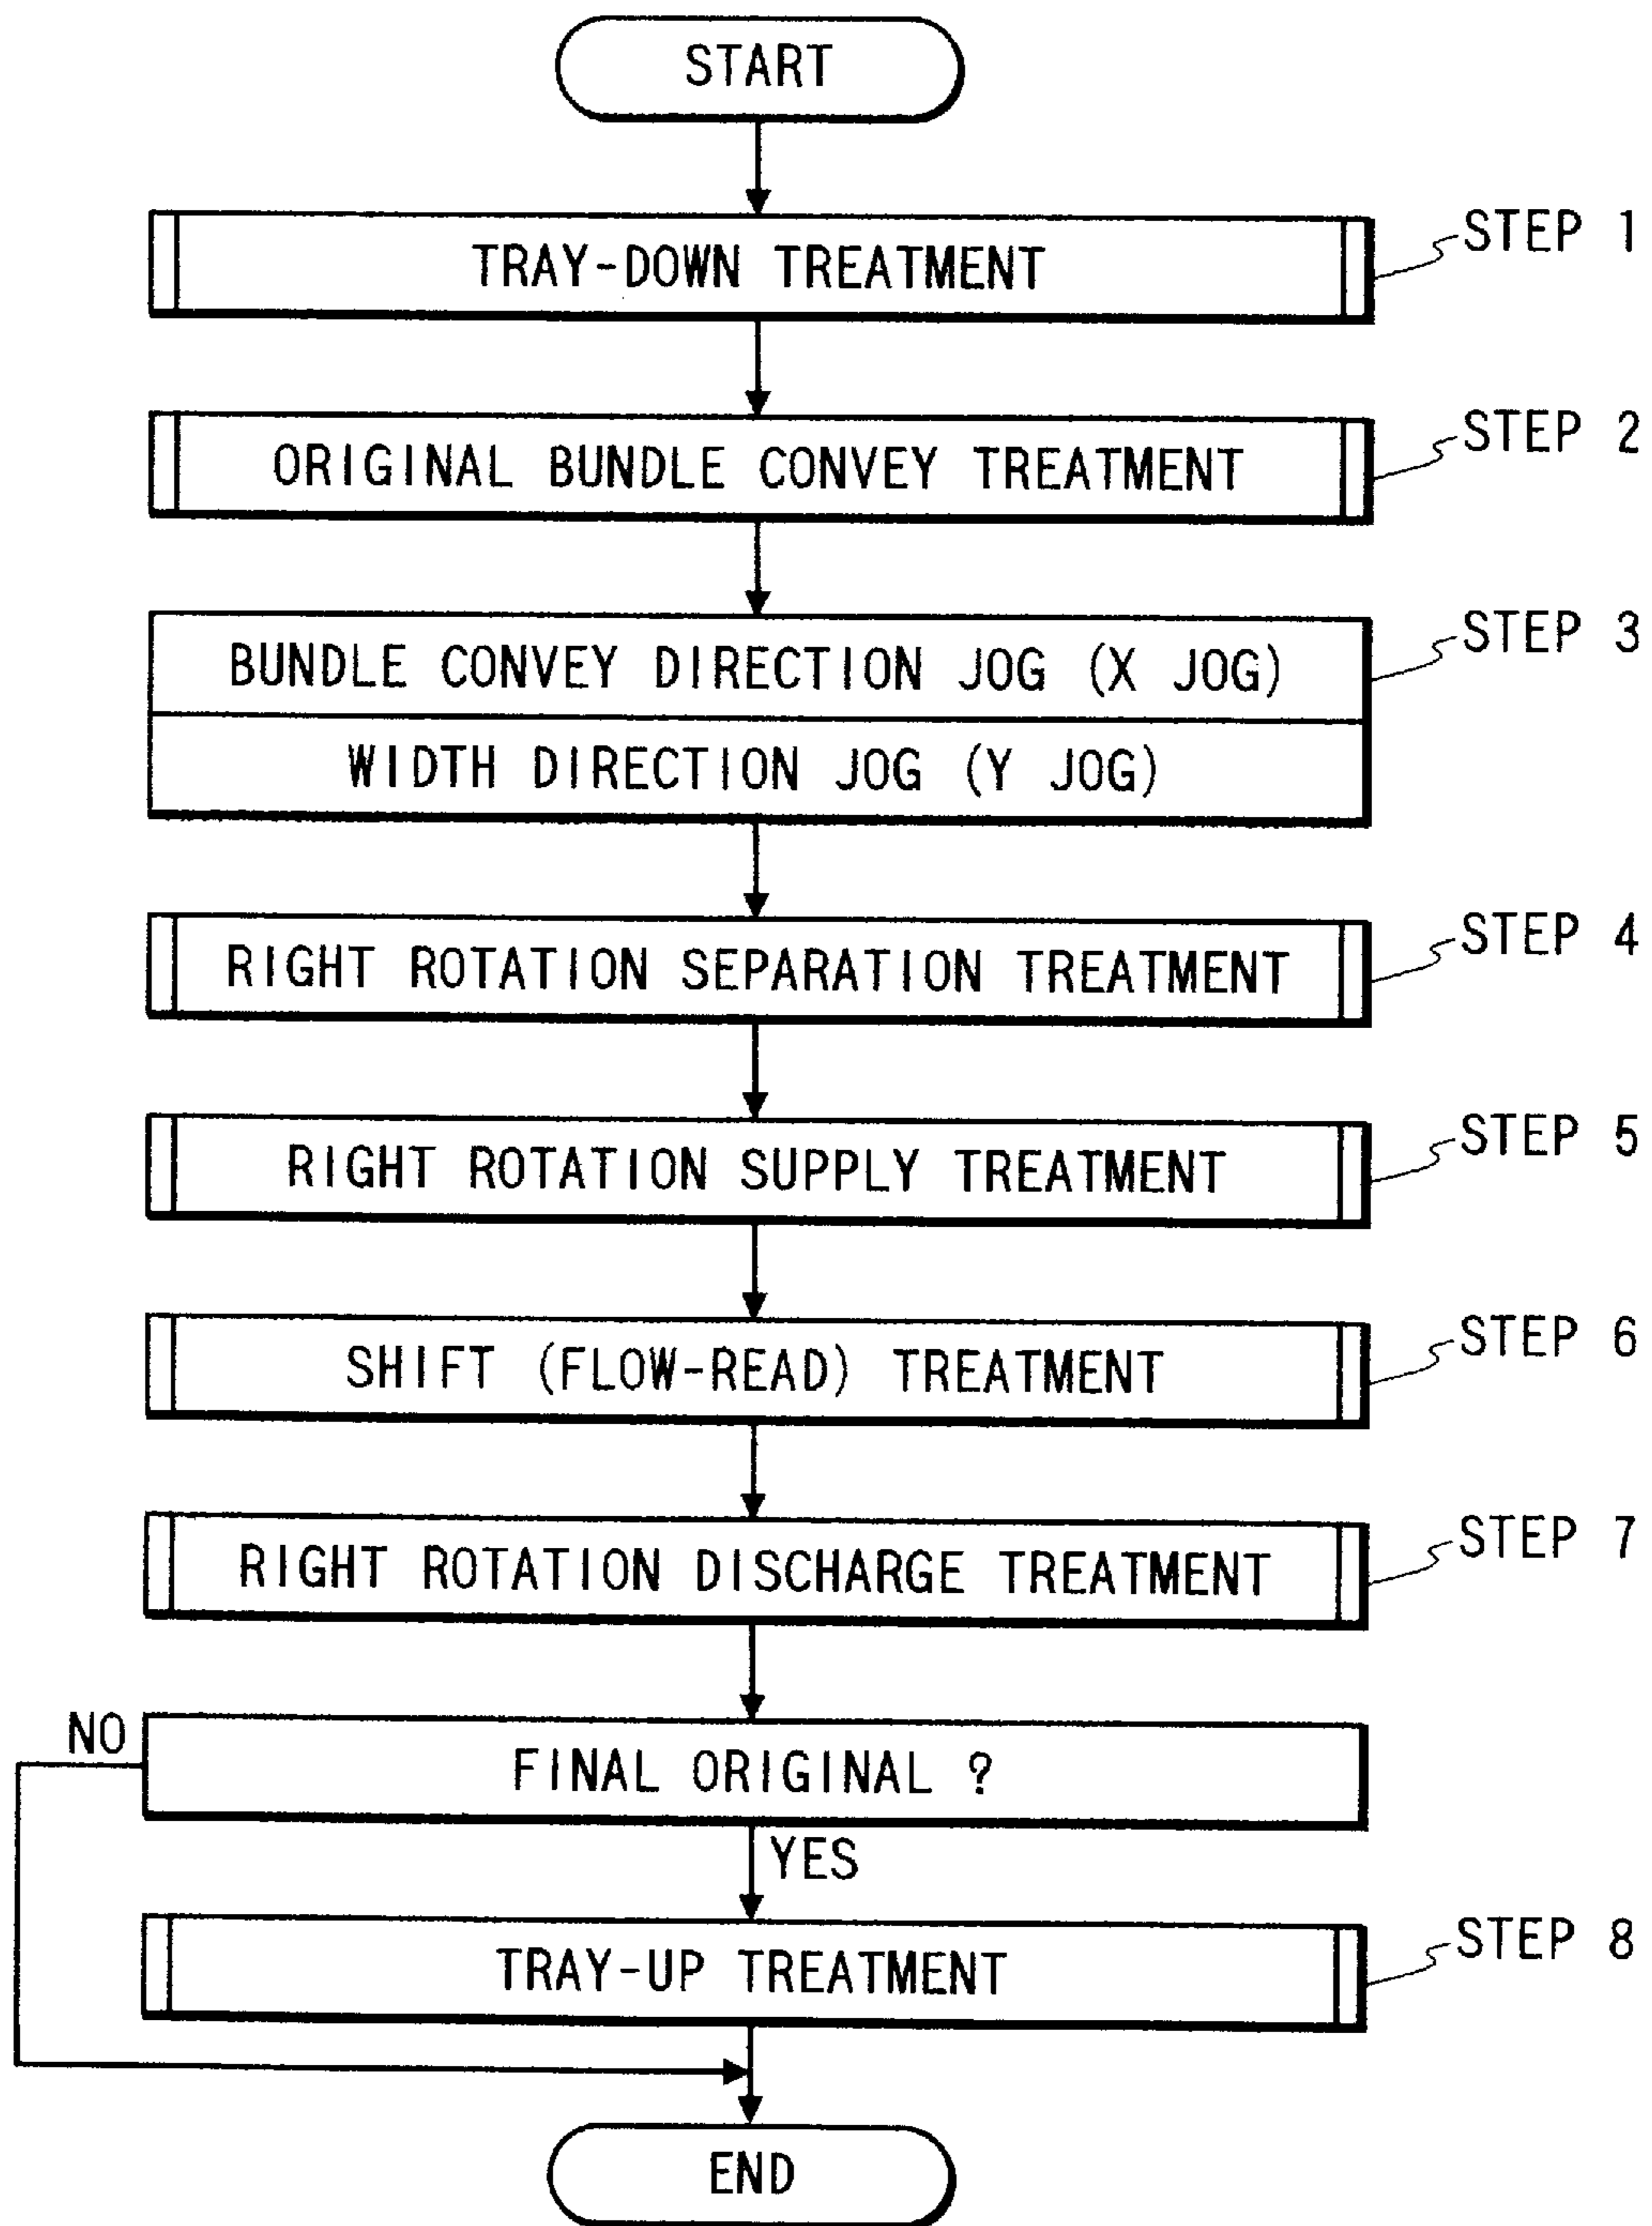 START
TRAY-DOWN TREATMENT
STEP 1
ORIGINAL BUNDLE CONVEY TREATMENT
STEP 2
BUNDLE CONVEY DIRECTION JOG (X JOG)
STEP 3
WIDTH DIRECTION JOG (Y JOG)
RIGHT ROTATION SEPARATION TREATMENT
STEP 4
RIGHT ROTATION SUPPLY TREATMENT
STEP 5
SHIFT (FLOW-READ) TREATMENT
STEP 6
RIGHT ROTATION DISCHARGE TREATMENT
STEP 7
NO
FINAL ORIGINAL ?
YES
TRAY-UP TREATMENT
STEP 8
END